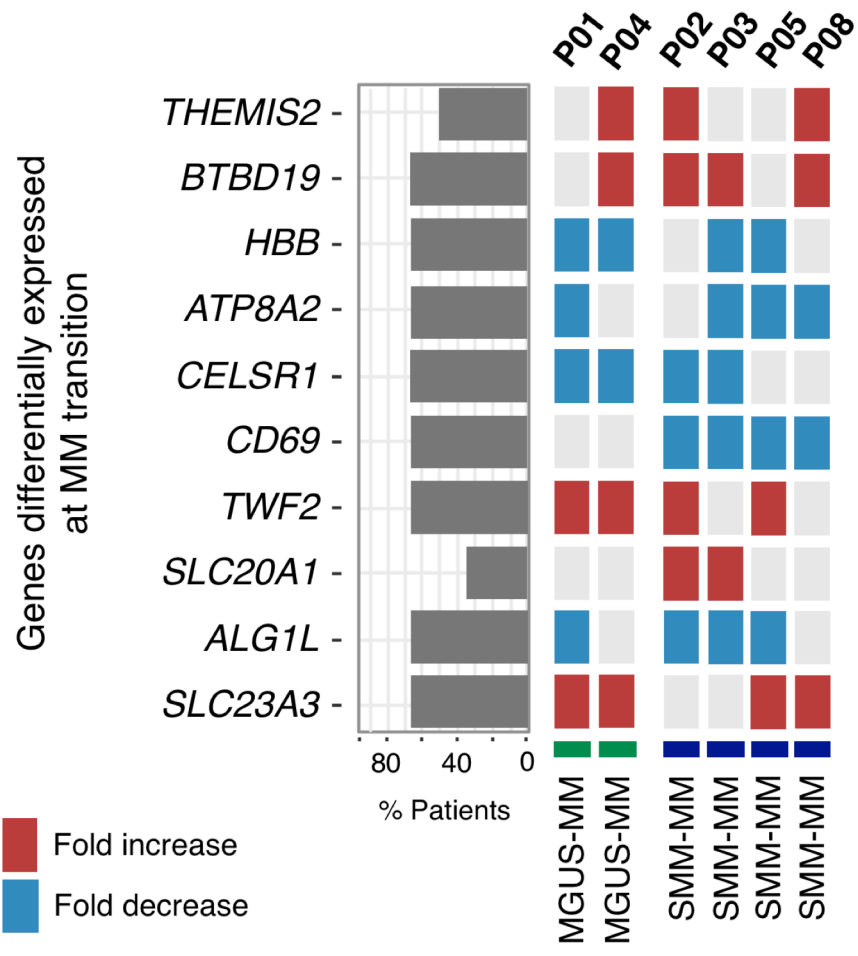 P01 P04 P02 P03 P05 P08
Genes differentially expressed
at MM transition
THEMIS2
BTBD19
HBB
ATP8A2
CELSR1
CD69
TWF2
SLC20A1
ALG1L
SLC23A3
80 40 0
% Patients
MGUS-MM MGUS-MM SMM-MM SMM-MM SMM-MM SMM-MM
Fold increase
Fold decrease